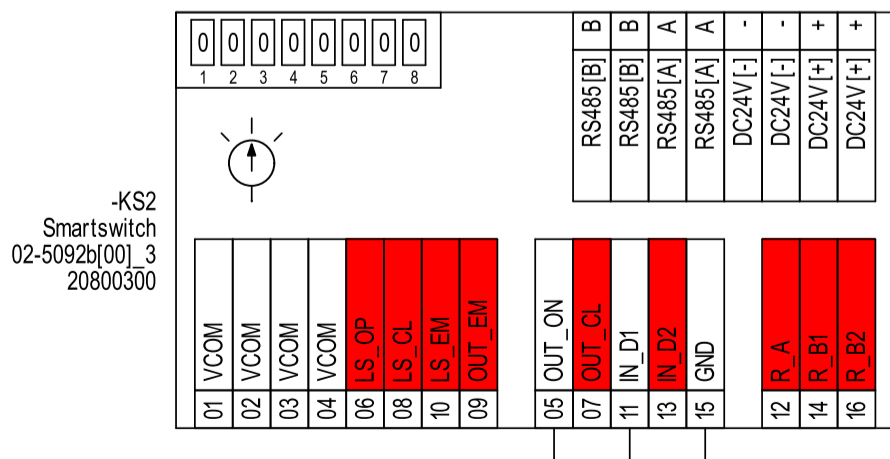 0 0 0 0 0 0 0 0
1 2 3 4 5 6 7 8
B B A A - - + +
RS485[B] RS485[B] RS485[A] RS485[A] DC24V[-] DC24V[-] DC24V[+] DC24V[+]
-KS2
Smartswitch
02-5092b[00]_3
20800300
VCOM VCOM VCOM VCOM LS_OP LS_CL LS_EM OUT_EM OUT_ON OUT_CL IN_D1 IN_D2 GND R_A R_B1 R_B2
01 02 03 04 06 08 10 09 05 07 11 13 15 12 14 16